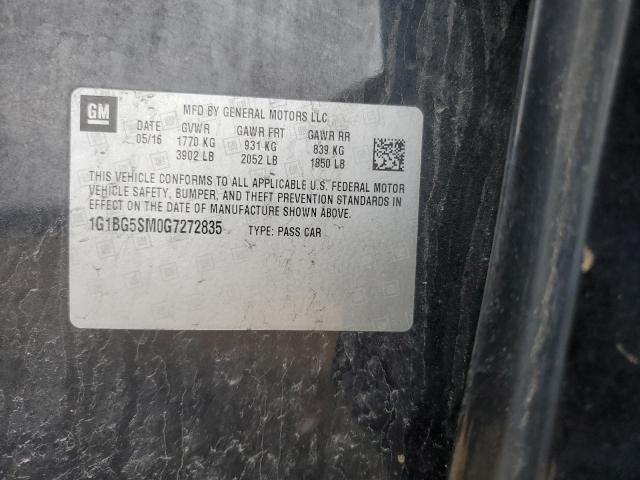 GM
MFD BY GENERAL MOTORS LLC
DATE GVWR GAWR FRT GAWR RR
05/16 1770 KG 931 KG 839 KG
3902 LB 2052 LB 1850 LB
THIS VEHICLE CONFORMS TO ALL APPLICABLE U.S. FEDERAL MOTOR
VEHICLE SAFETY, BUMPER, AND THEFT PREVENTION STANDARDS IN
EFFECT ON THE DATE OF MANUFACTURE SHOWN ABOVE.
1G1BG5SM0G7272835 TYPE: PASS CAR